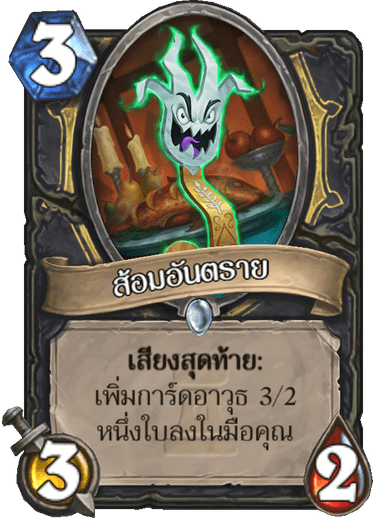 3
ส้อมอันตราย
เสียงสุดท้าย:
เพิ่มการ์ดอาวุธ 3/2
หนึ่งใบลงในมือคุณ
3
2